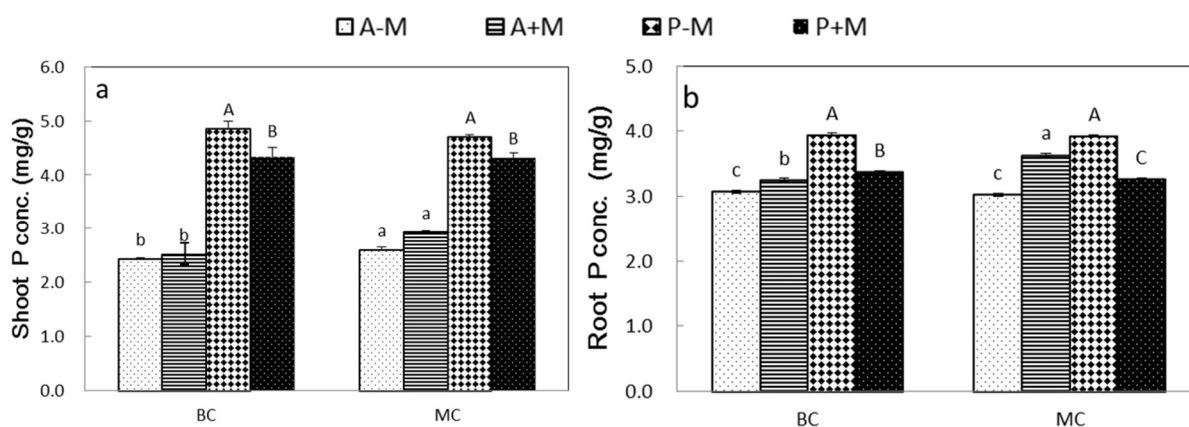 A-M A+M P-M P+M
a
Shoot P conc. (mg/g)
6.0
5.0
4.0
3.0
2.0
1.0
0.0
b b A B
a a A B
BC MC
b
Root P conc. (mg/g)
5.0
4.0
3.0
2.0
1.0
0.0
c b A B
c a A C
BC MC